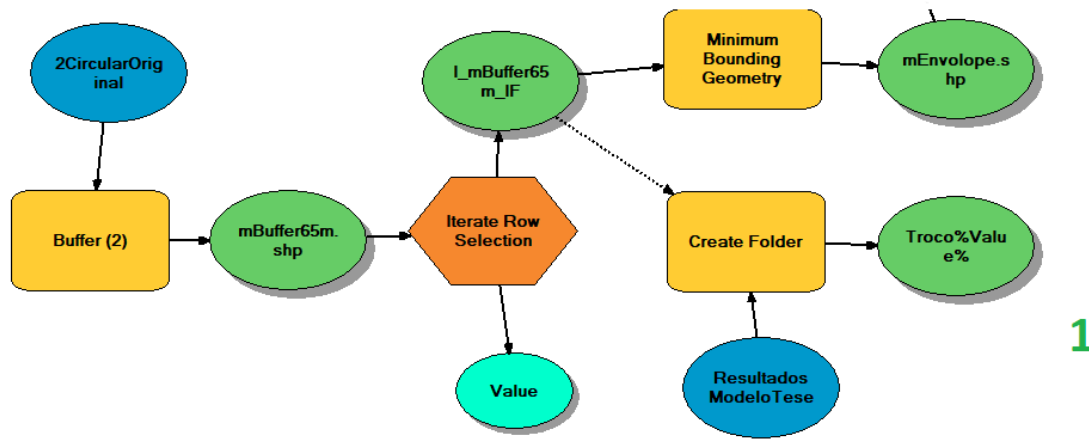 2CircularOrig
inal
Buffer (2)
mBuffer65m.
shp
Iterate Row
Selection
I_mBuffer65
m_IF
Value
Minimum
Bounding
Geometry
mEnvolope.s
hp
Create Folder
Troco%Valu
e%
Resultados
ModeloTese
1